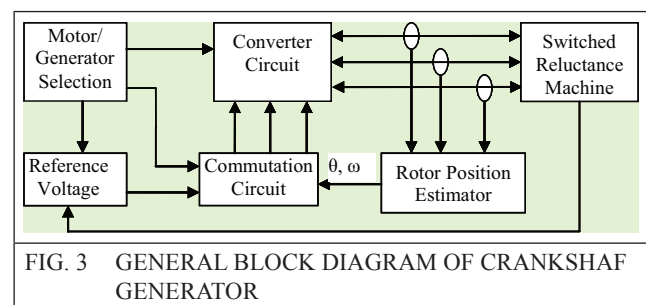 Motor/
Generator
Selection
Converter
Circuit
Switched
Reluctance
Machine
Reference
Voltage
Commutation
Circuit
θ, ω
Rotor Position
Estimator
FIG. 3 GENERAL BLOCK DIAGRAM OF CRANKSHAF
GENERATOR